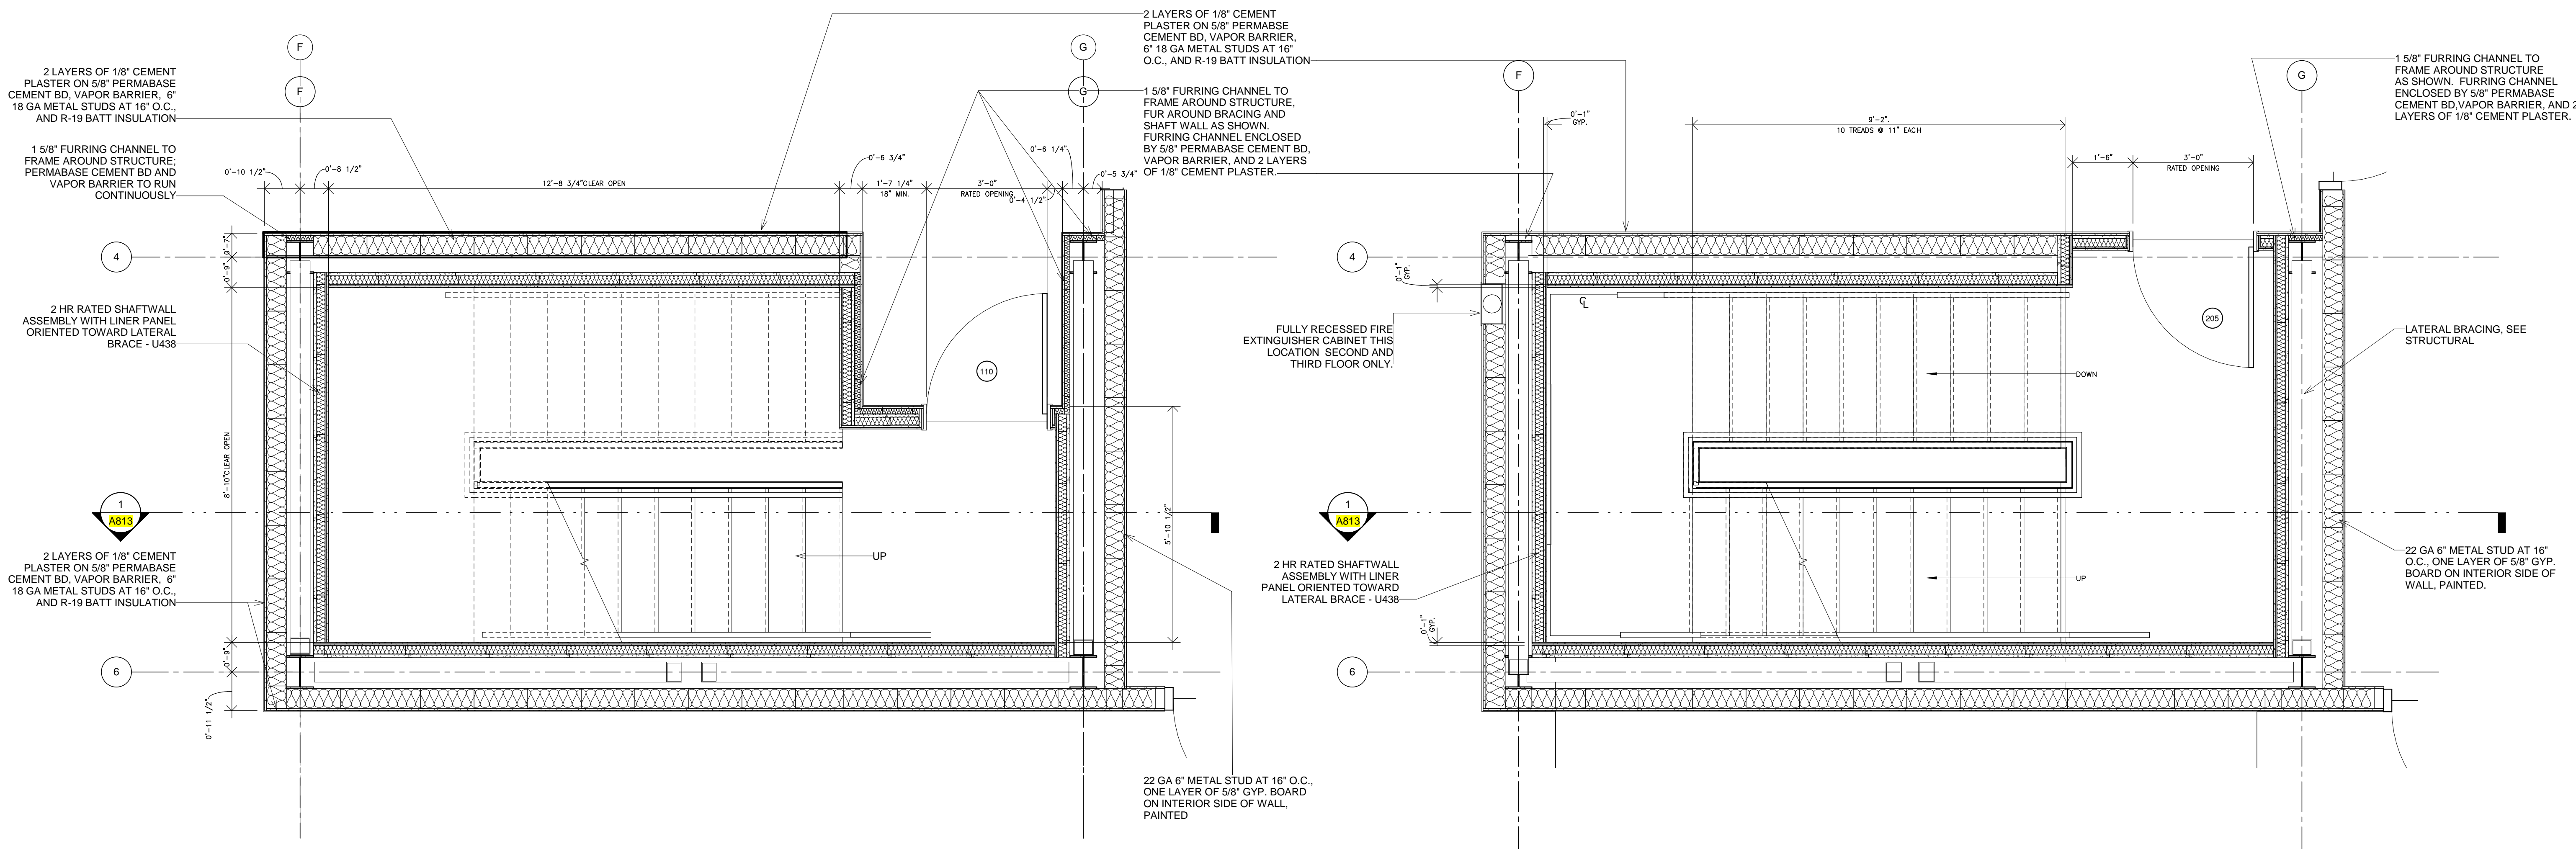 F
F
G
G
2 LAYERS OF 1/8" CEMENT
PLASTER ON 5/8" PERMABASE
CEMENT BD, VAPOR BARRIER, 6"
18 GA METAL STUDS AT 16" O.C.,
AND R-19 BATT INSULATION
1 5/8" FURRING CHANNEL TO
FRAME AROUND STRUCTURE;
PERMABASE CEMENT BD AND
VAPOR BARRIER TO RUN
CONTINUOUSLY
2 LAYERS OF 1/8" CEMENT
PLASTER ON 5/8" PERMABSE
CEMENT BD, VAPOR BARRIER,
6" 18 GA METAL STUDS AT 16"
O.C., AND R-19 BATT INSULATION
1 5/8" FURRING CHANNEL TO
FRAME AROUND STRUCTURE,
FUR AROUND BRACING AND
SHAFT WALL AS SHOWN.
FURRING CHANNEL ENCLOSED
BY 5/8" PERMABASE CEMENT BD,
VAPOR BARRIER, AND 2 LAYERS
OF 1/8" CEMENT PLASTER.
0'-10 1/2"
0'-8 1/2"
12'-8 3/4"CLEAR OPEN
0'-6 3/4"
1'-7 1/4"
18" MIN.
3'-0"
RATED OPENING
0'-4 1/2"
0'-6 1/4"
0'-5 3/4"
0'-7"
4
0'-9"
2 HR RATED SHAFTWALL
ASSEMBLY WITH LINER PANEL
ORIENTED TOWARD LATERAL
BRACE - U438
110
8'-10"CLEAR OPEN
1
A813
5'-10 1/2"
UP
2 LAYERS OF 1/8" CEMENT
PLASTER ON 5/8" PERMABASE
CEMENT BD, VAPOR BARRIER, 6"
18 GA METAL STUDS AT 16" O.C.,
AND R-19 BATT INSULATION
0'-9"
6
0'-11 1/2"
22 GA 6" METAL STUD AT 16" O.C.,
ONE LAYER OF 5/8" GYP. BOARD
ON INTERIOR SIDE OF WALL,
PAINTED
F
G
1 5/8" FURRING CHANNEL TO
FRAME AROUND STRUCTURE
AS SHOWN. FURRING CHANNEL
ENCLOSED BY 5/8" PERMABASE
CEMENT BD,VAPOR BARRIER, AND 2
LAYERS OF 1/8" CEMENT PLASTER.
0'-1"
GYP.
9'-2".
10 TREADS @ 11" EACH
1'-6"
3'-0"
RATED OPENING
4
0'-1"
GYP.
CL
205
FULLY RECESSED FIRE
EXTINGUISHER CABINET THIS
LOCATION SECOND AND
THIRD FLOOR ONLY.
LATERAL BRACING, SEE
STRUCTURAL
DOWN
1
A813
2 HR RATED SHAFTWALL
ASSEMBLY WITH LINER
PANEL ORIENTED TOWARD
LATERAL BRACE - U438
UP
22 GA 6" METAL STUD AT 16"
O.C., ONE LAYER OF 5/8" GYP.
BOARD ON INTERIOR SIDE OF
WALL, PAINTED.
0'-1"
GYP.
6